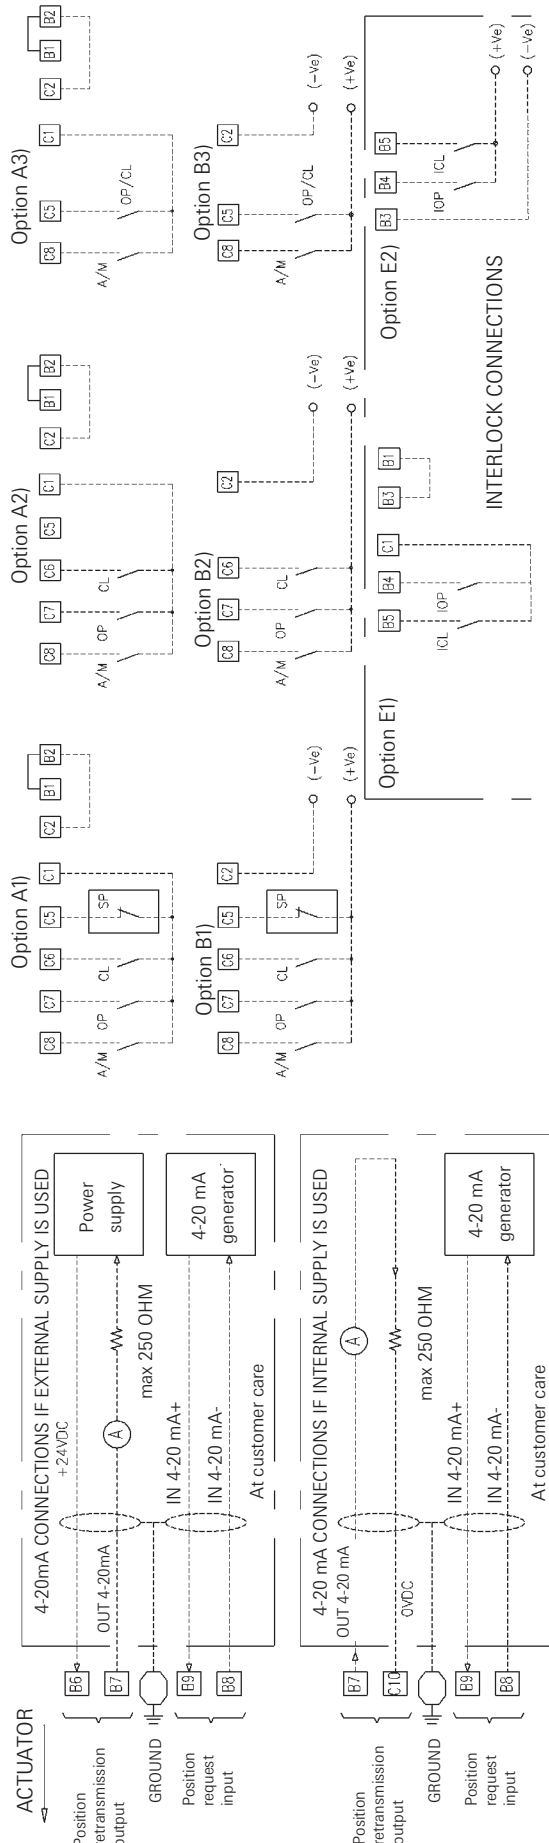 ACTUATOR
4-20mA CONNECTIONS IF EXTERNAL SUPPLY IS USED
+24VDC
B6
B7
Position
retransmission
output
OUT 4-20mA
A
max 250 OHM
Power
supply
GROUND
B9
B8
Position
request
input
IN 4-20 mA+
IN 4-20 mA-
4-20 mA
generator
At customer care
4-20 mA CONNECTIONS IF INTERNAL SUPPLY IS USED
OUT 4-20 mA
B7
C10
Position
retransmission
output
0VDC
A
max 250 OHM
GROUND
B9
B8
Position
request
input
IN 4-20 mA+
IN 4-20 mA-
4-20 mA
generator
At customer care
Option A1)
C8 C7 C6 C5 C1 C2 B1 B2
A/M OP CL SP
Option B1)
C8 C7 C6 C5 C2
A/M OP CL SP
(-Ve)
(+Ve)
Option A2)
C8 C7 C6 C5 C1 C2 B1 B2
A/M OP CL
Option B2)
C8 C7 C6 C2
A/M OP CL
(-Ve)
(+Ve)
Option A3)
C8 C5 C1 C2 B1 B2
A/M OP/CL
Option B3)
C8 C5 C2
A/M OP/CL
(-Ve)
(+Ve)
Option E1)
B5 B4 C1 B3 B1
ICL IOP
Option E2)
B3 B4 B5
IOP ICL
(+Ve)
(-Ve)
INTERLOCK CONNECTIONS